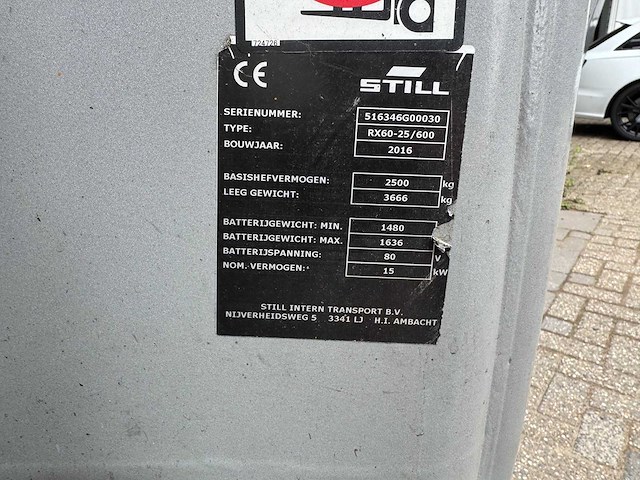 724726
CE STILL
SERIENUMMER: 516346G00030
TYPE: RX60-25/600
BOUWJAAR: 2016
BASISHEFVERMOGEN: 2500 kg
LEEG GEWICHT: 3666 kg
BATTERIJGEWICHT: MIN. 1480
BATTERIJGEWICHT: MAX. 1636
BATTERIJSPANNING: 80 V
NOM. VERMOGEN: 15 kW
STILL INTERN TRANSPORT B.V.
NIJVERHEIDSWEG 5 3341 LJ H.I. AMBACHT